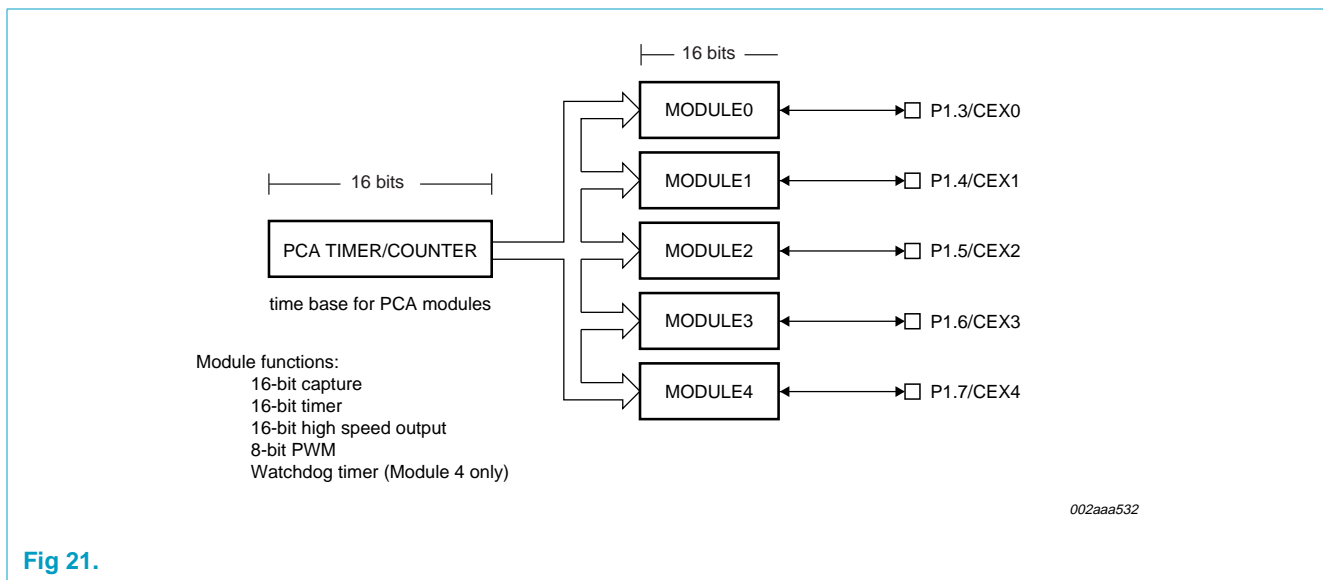 16 bits
MODULE0
P1.3/CEX0
16 bits
MODULE1
P1.4/CEX1
PCA TIMER/COUNTER
MODULE2
P1.5/CEX2
time base for PCA modules
MODULE3
P1.6/CEX3
Module functions:
16-bit capture
16-bit timer
16-bit high speed output
8-bit PWM
Watchdog timer (Module 4 only)
MODULE4
P1.7/CEX4
002aaa532
Fig 21.